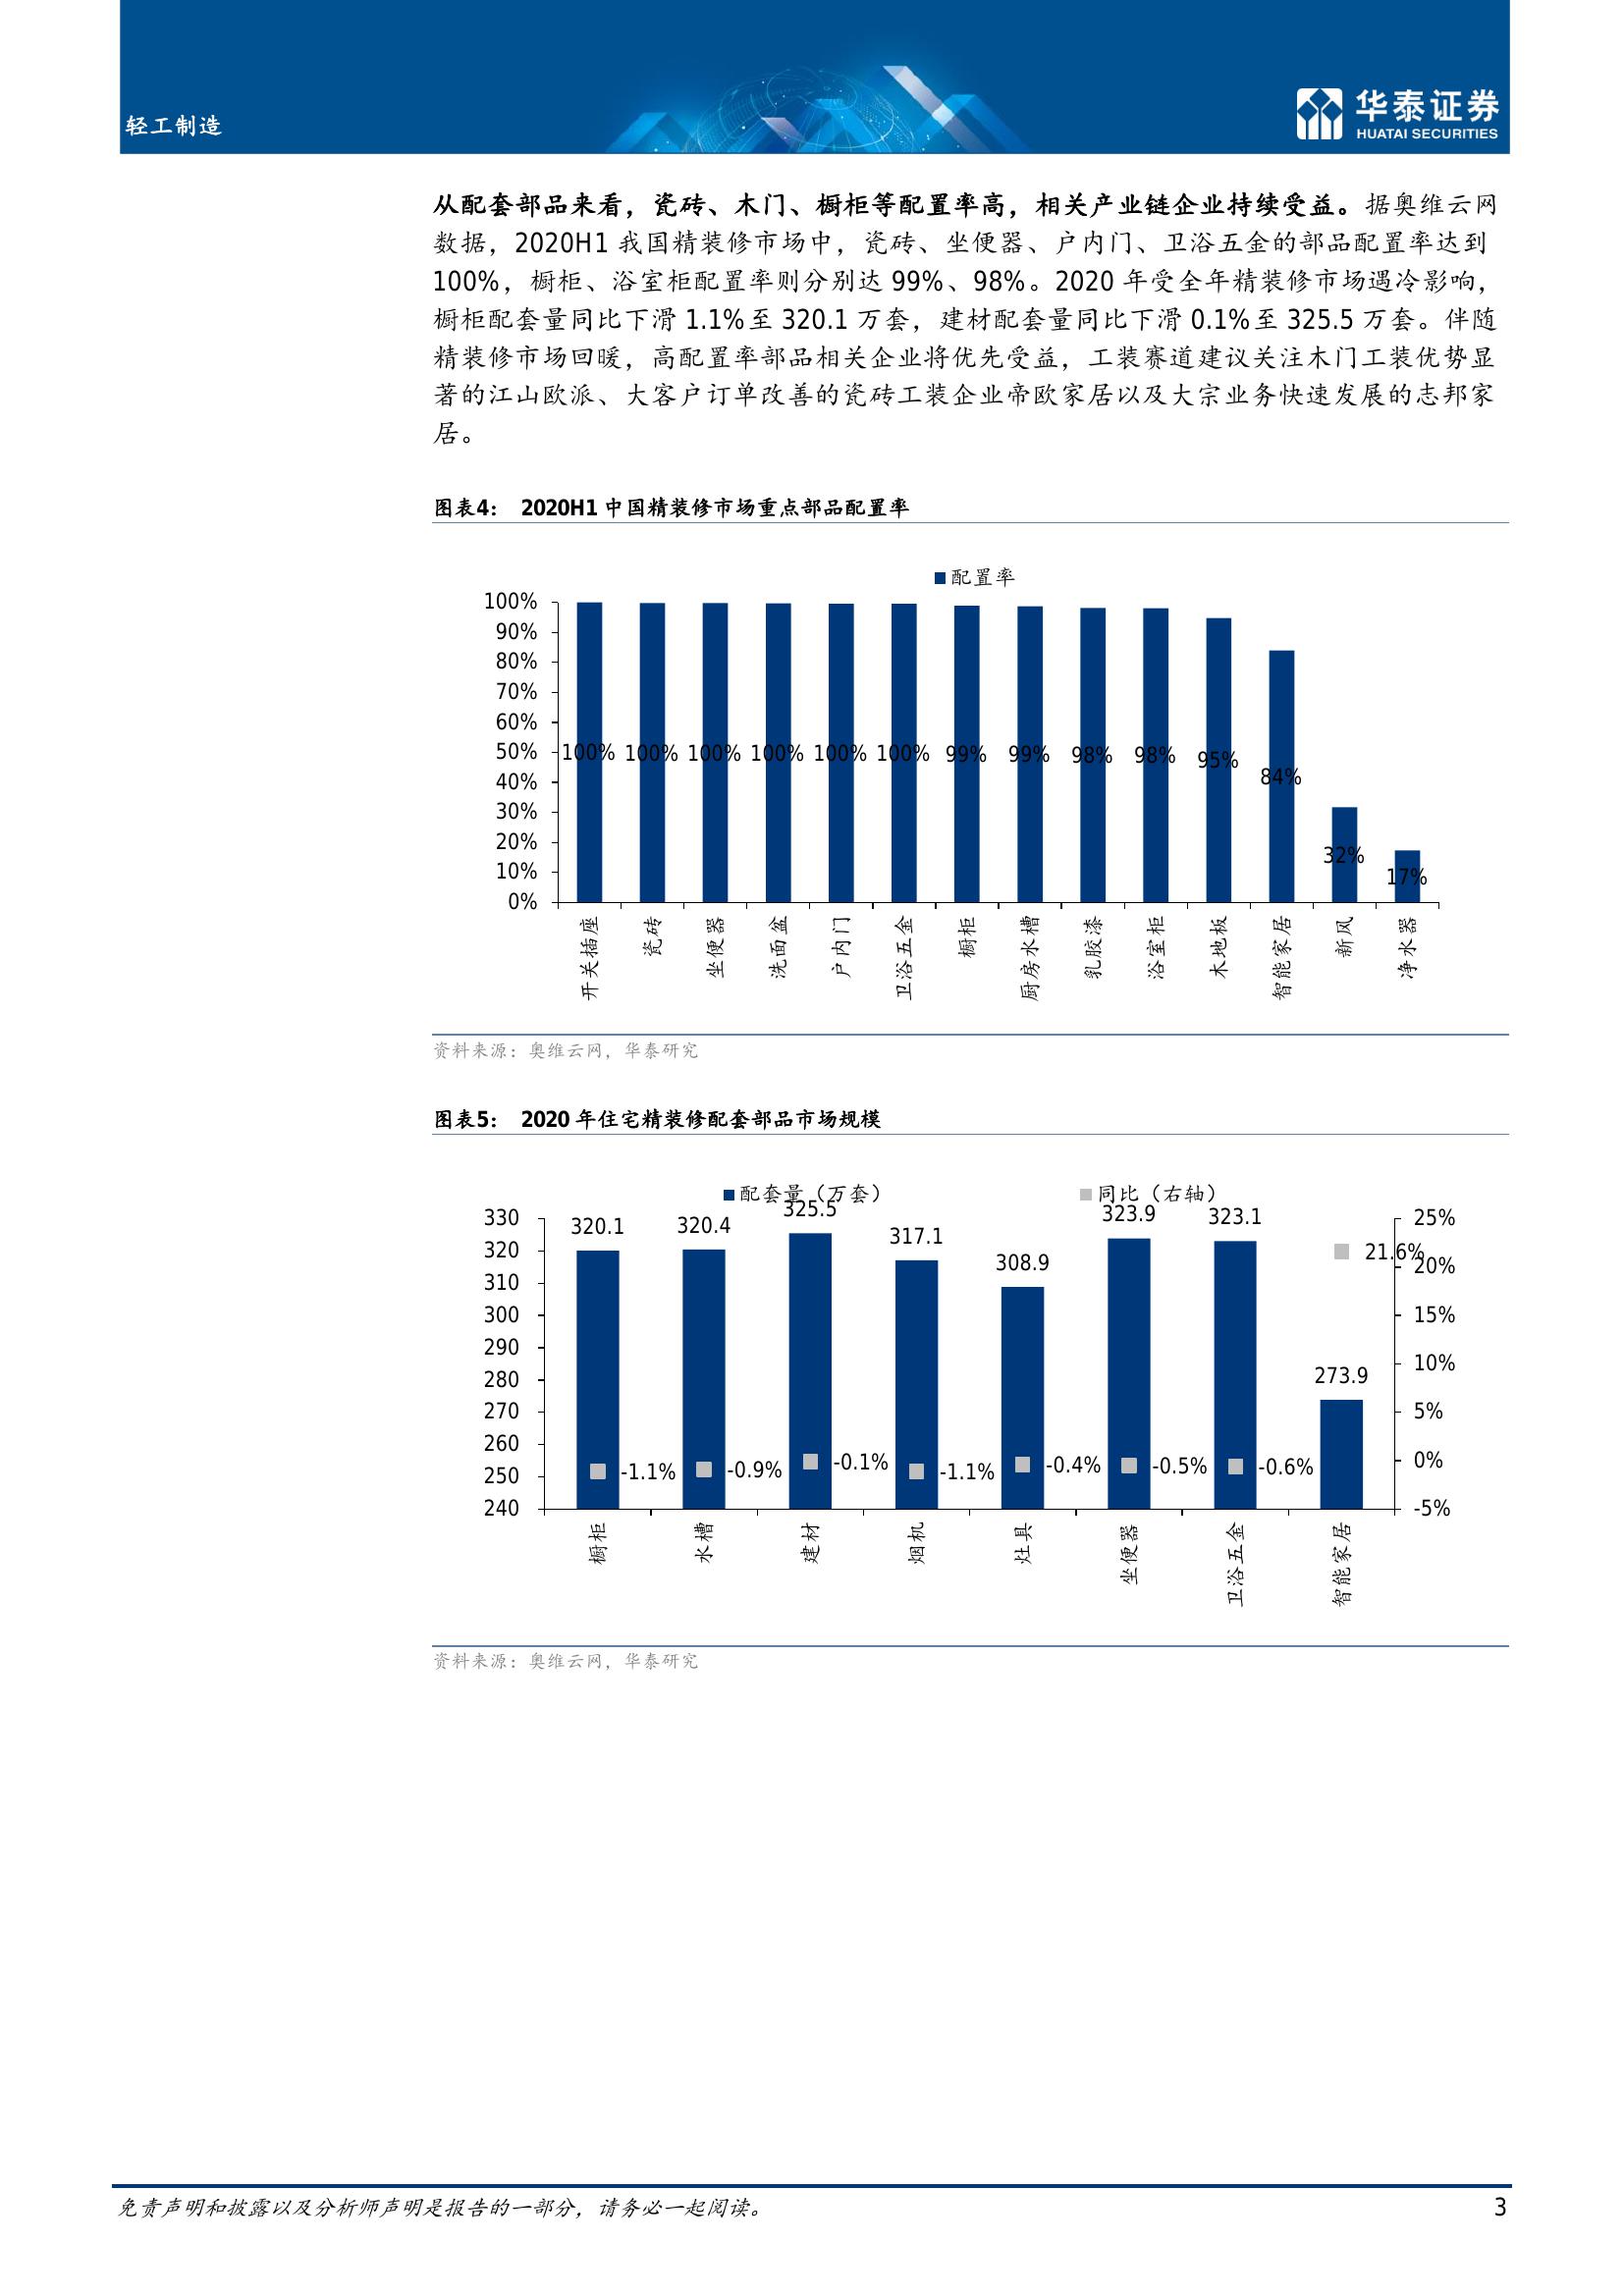 轻工制造
华泰证券
HUATAI SECURITIES
从配套部品来看，瓷砖、木门、橱柜等配置率高，相关产业链企业持续受益。据奥维云网
数据，2020H1 我国精装修市场中，瓷砖、坐便器、户内门、卫浴五金的部品配置率达到
100%，橱柜、浴室柜配置率则分别达 99%、98%。2020 年受全年精装修市场遇冷影响，
橱柜配套量同比下滑 1.1%至 320.1 万套，建材配套量同比下滑 0.1%至 325.5 万套。伴随
精装修市场回暖，高配置率部品相关企业将优先受益，工装赛道建议关注木门工装优势显
著的江山欧派、大客户订单改善的瓷砖工装企业帝欧家居以及大宗业务快速发展的志邦家
居。
图表4： 2020H1 中国精装修市场重点部品配置率
配置率
100%
90%
80%
70%
60%
50%
40%
30%
20%
10%
0%
100% 100% 100% 100% 100% 100% 99% 99% 98% 98% 95% 84% 32% 17%
开关插座
瓷砖
坐便器
洗面盆
户内门
卫浴五金
橱柜
厨房水槽
乳胶漆
浴室柜
木地板
智能家居
新风
净水器
资料来源：奥维云网，华泰研究
图表5： 2020 年住宅精装修配套部品市场规模
配套量（万套） 同比（右轴）
330
320
310
300
290
280
270
260
250
240
320.1 320.4 325.5 317.1 308.9 323.9 323.1 273.9
-1.1% -0.9% -0.1% -1.1% -0.4% -0.5% -0.6% 21.6%
25%
20%
15%
10%
5%
0%
-5%
橱柜
水槽
建材
烟机
灶具
坐便器
卫浴五金
智能家居
资料来源：奥维云网，华泰研究
免责声明和披露以及分析师声明是报告的一部分，请务必一起阅读。 3